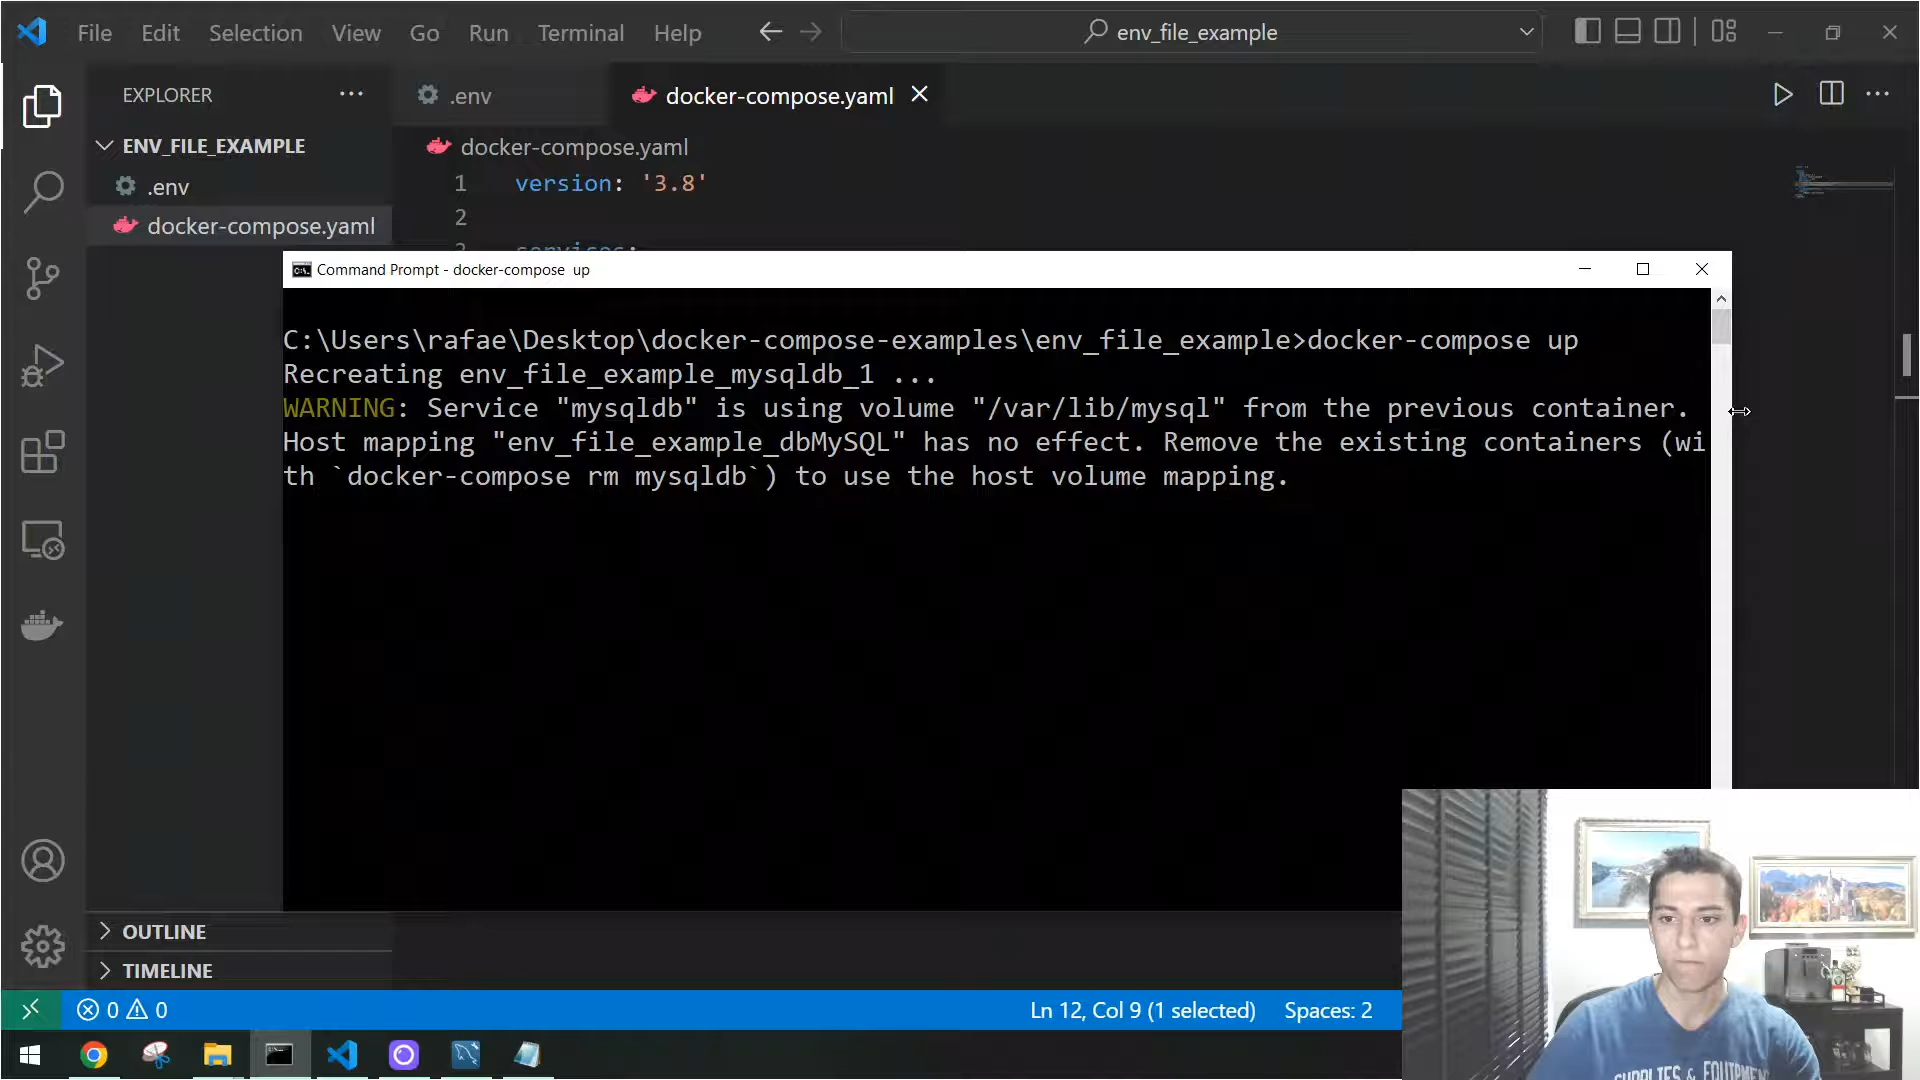 File Edit Selection View Go Run Terminal Help
env_file_example
EXPLORER
.env
docker-compose.yaml
ENV_FILE_EXAMPLE
docker-compose.yaml
.env
1 version: '3.8'
docker-compose.yaml
2
3 services:
Command Prompt - docker-compose up
C:\Users\rafae\Desktop\docker-compose-examples\env_file_example>docker-compose up
Recreating env_file_example_mysqldb_1 ...
WARNING: Service "mysqldb" is using volume "/var/lib/mysql" from the previous container.
Host mapping "env_file_example_dbMySQL" has no effect. Remove the existing containers (wi
th `docker-compose rm mysqldb`) to use the host volume mapping.
OUTLINE
TIMELINE
0 0
Ln 12, Col 9 (1 selected) Spaces: 2
SUPPLIES & EQUIPMEN